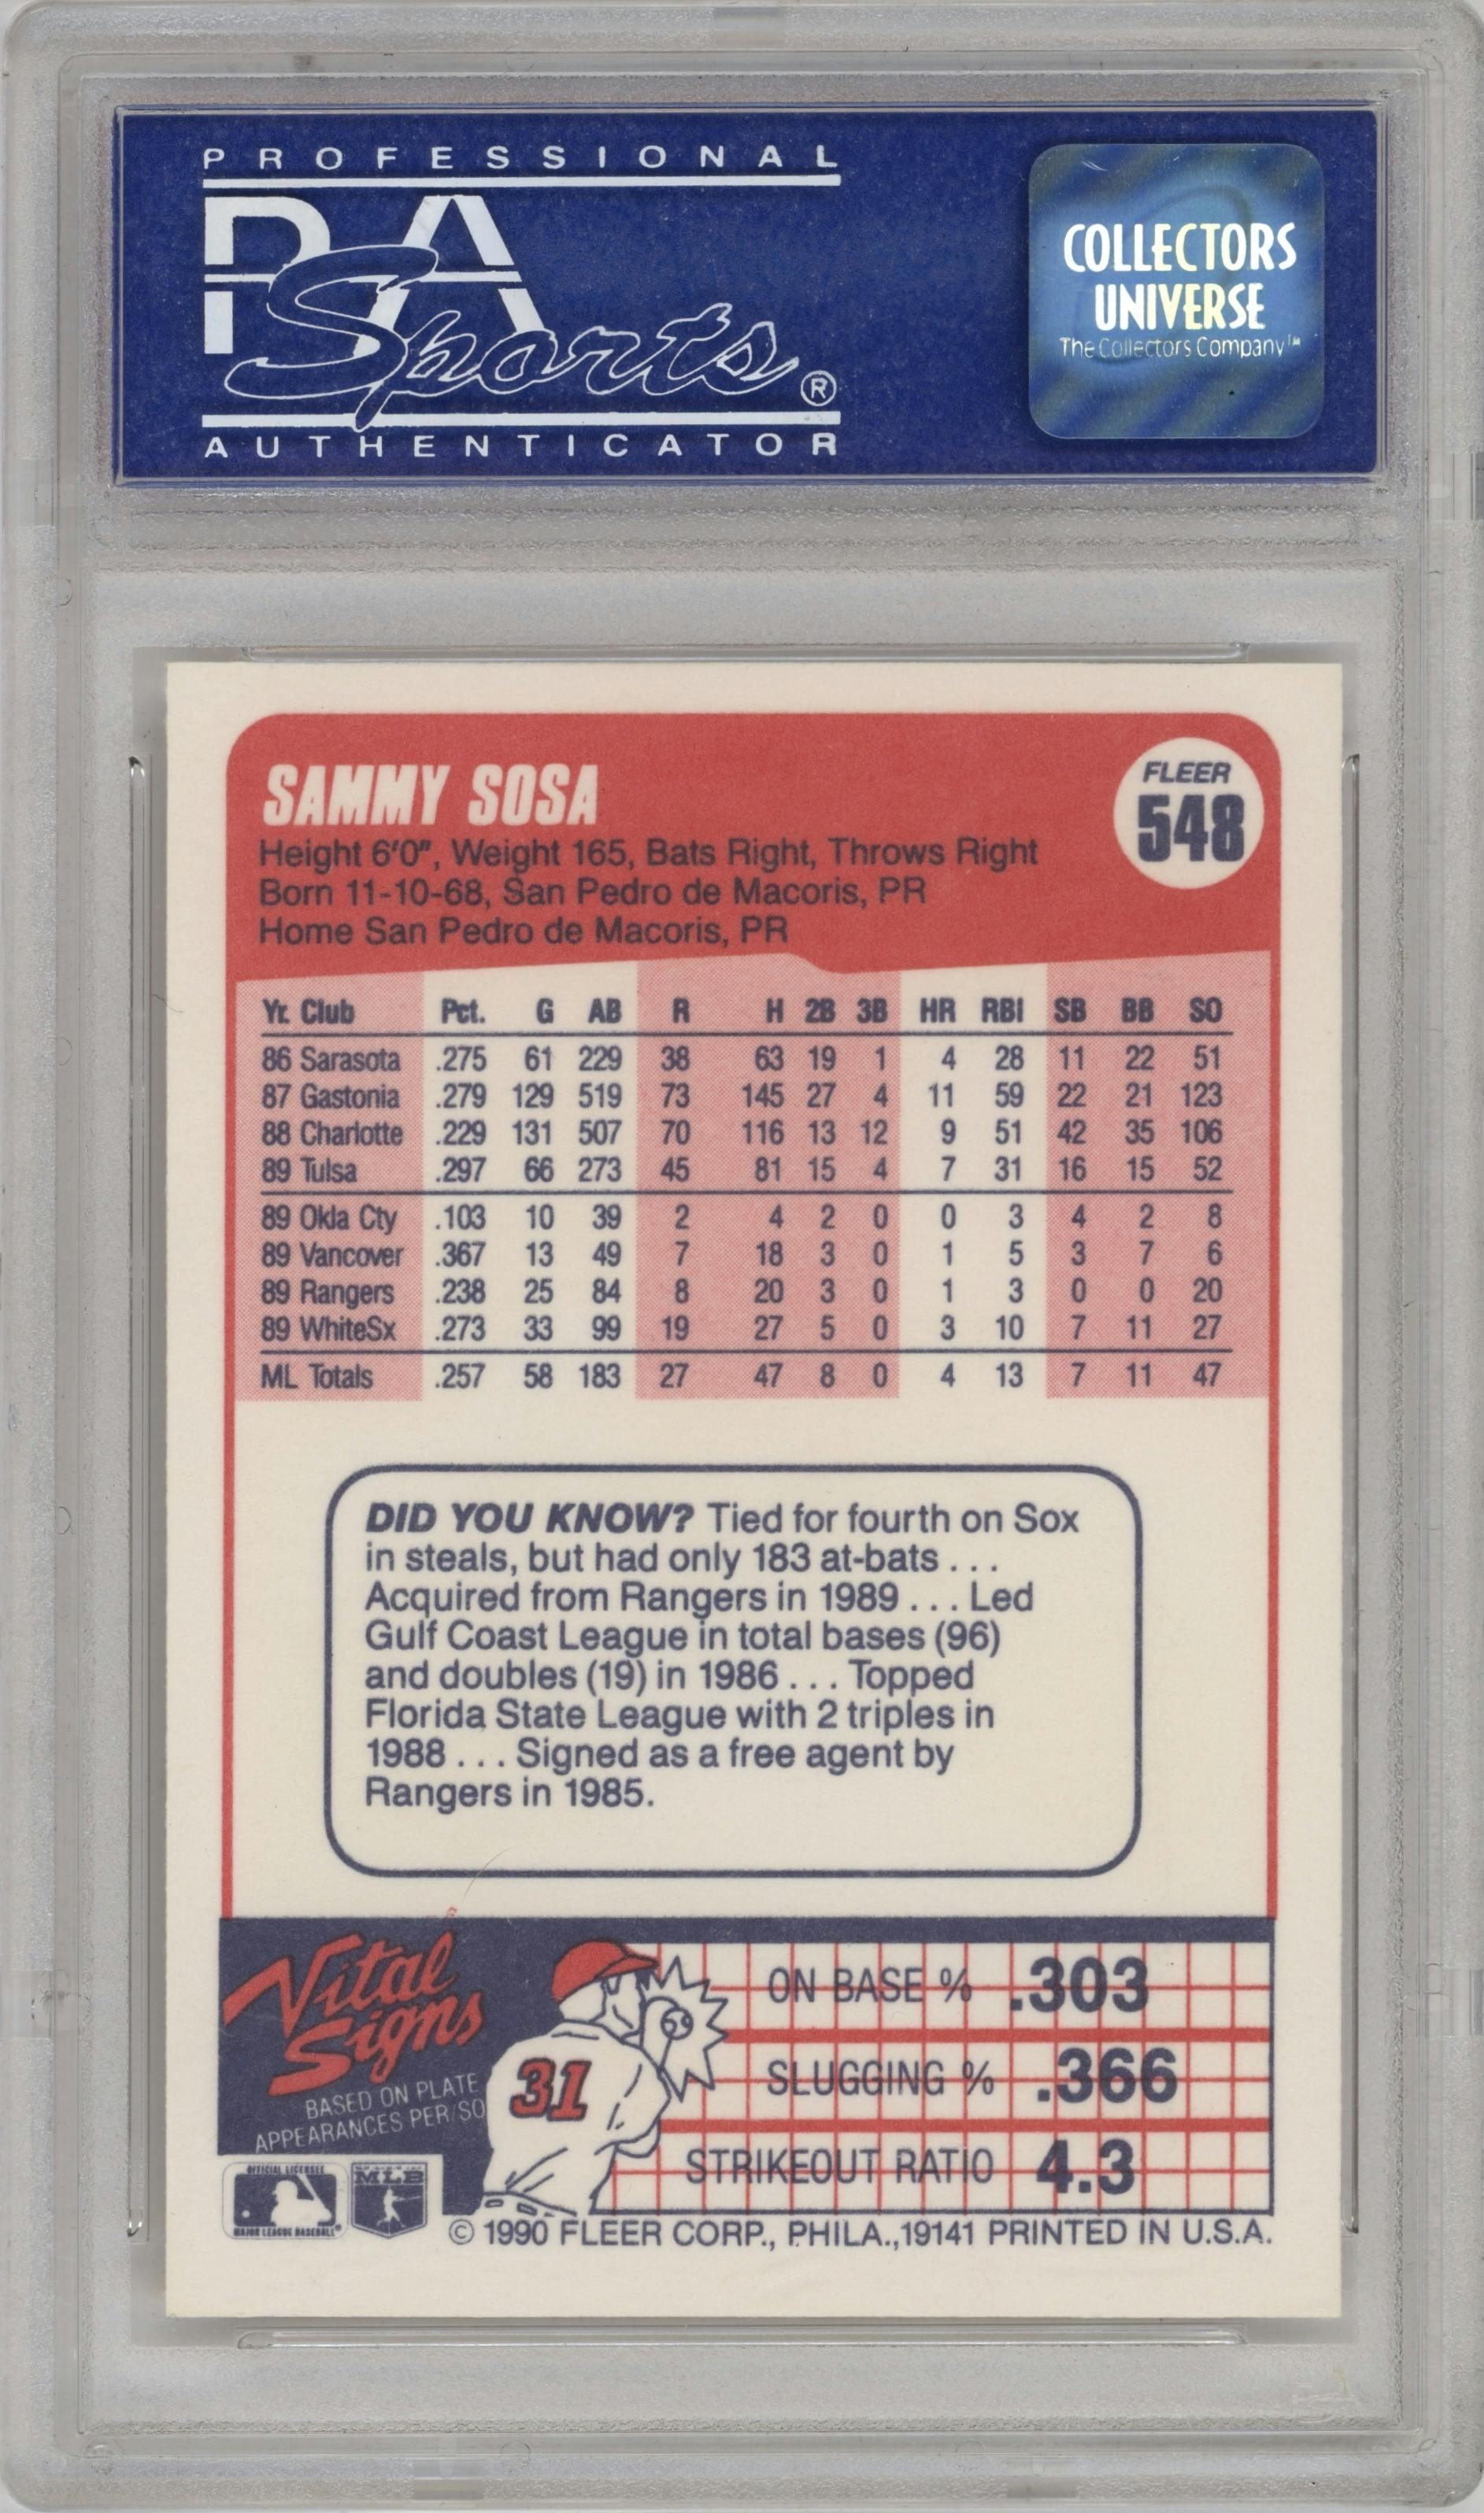 PROFESSIONAL
PSA
Sports®
AUTHENTICATOR
COLLECTORS
UNIVERSE
The Collectors Company™
SAMMY SOSA
FLEER
548
Height 6'0", Weight 165, Bats Right, Throws Right
Born 11-10-68, San Pedro de Macoris, PR
Home San Pedro de Macoris, PR
Yr. Club Pct. G AB R H 2B 3B HR RBI SB BB SO
86 Sarasota .275 61 229 38 63 19 1 4 28 11 22 51
87 Gastonia .279 129 519 73 145 27 4 11 59 22 21 123
88 Charlotte .229 131 507 70 116 13 12 9 51 42 35 106
89 Tulsa .297 66 273 45 81 15 4 7 31 16 15 52
89 Okla Cty .103 10 39 2 4 2 0 0 3 4 2 8
89 Vancover .367 13 49 7 18 3 0 1 5 3 7 6
89 Rangers .238 25 84 8 20 3 0 1 3 0 0 20
89 WhiteSx .273 33 99 19 27 5 0 3 10 7 11 27
ML Totals .257 58 183 27 47 8 0 4 13 7 11 47
DID YOU KNOW? Tied for fourth on Sox
in steals, but had only 183 at-bats . . .
Acquired from Rangers in 1989 . . . Led
Gulf Coast League in total bases (96)
and doubles (19) in 1986 . . . Topped
Florida State League with 2 triples in
1988 . . . Signed as a free agent by
Rangers in 1985.
Vital
Signs
BASED ON PLATE
APPEARANCES PER/SO
31
ON BASE % .303
SLUGGING % .366
STRIKEOUT RATIO 4.3
OFFICIAL LICENSEE
MAJOR LEAGUE BASEBALL
MLB
© 1990 FLEER CORP., PHILA.,19141 PRINTED IN U.S.A.